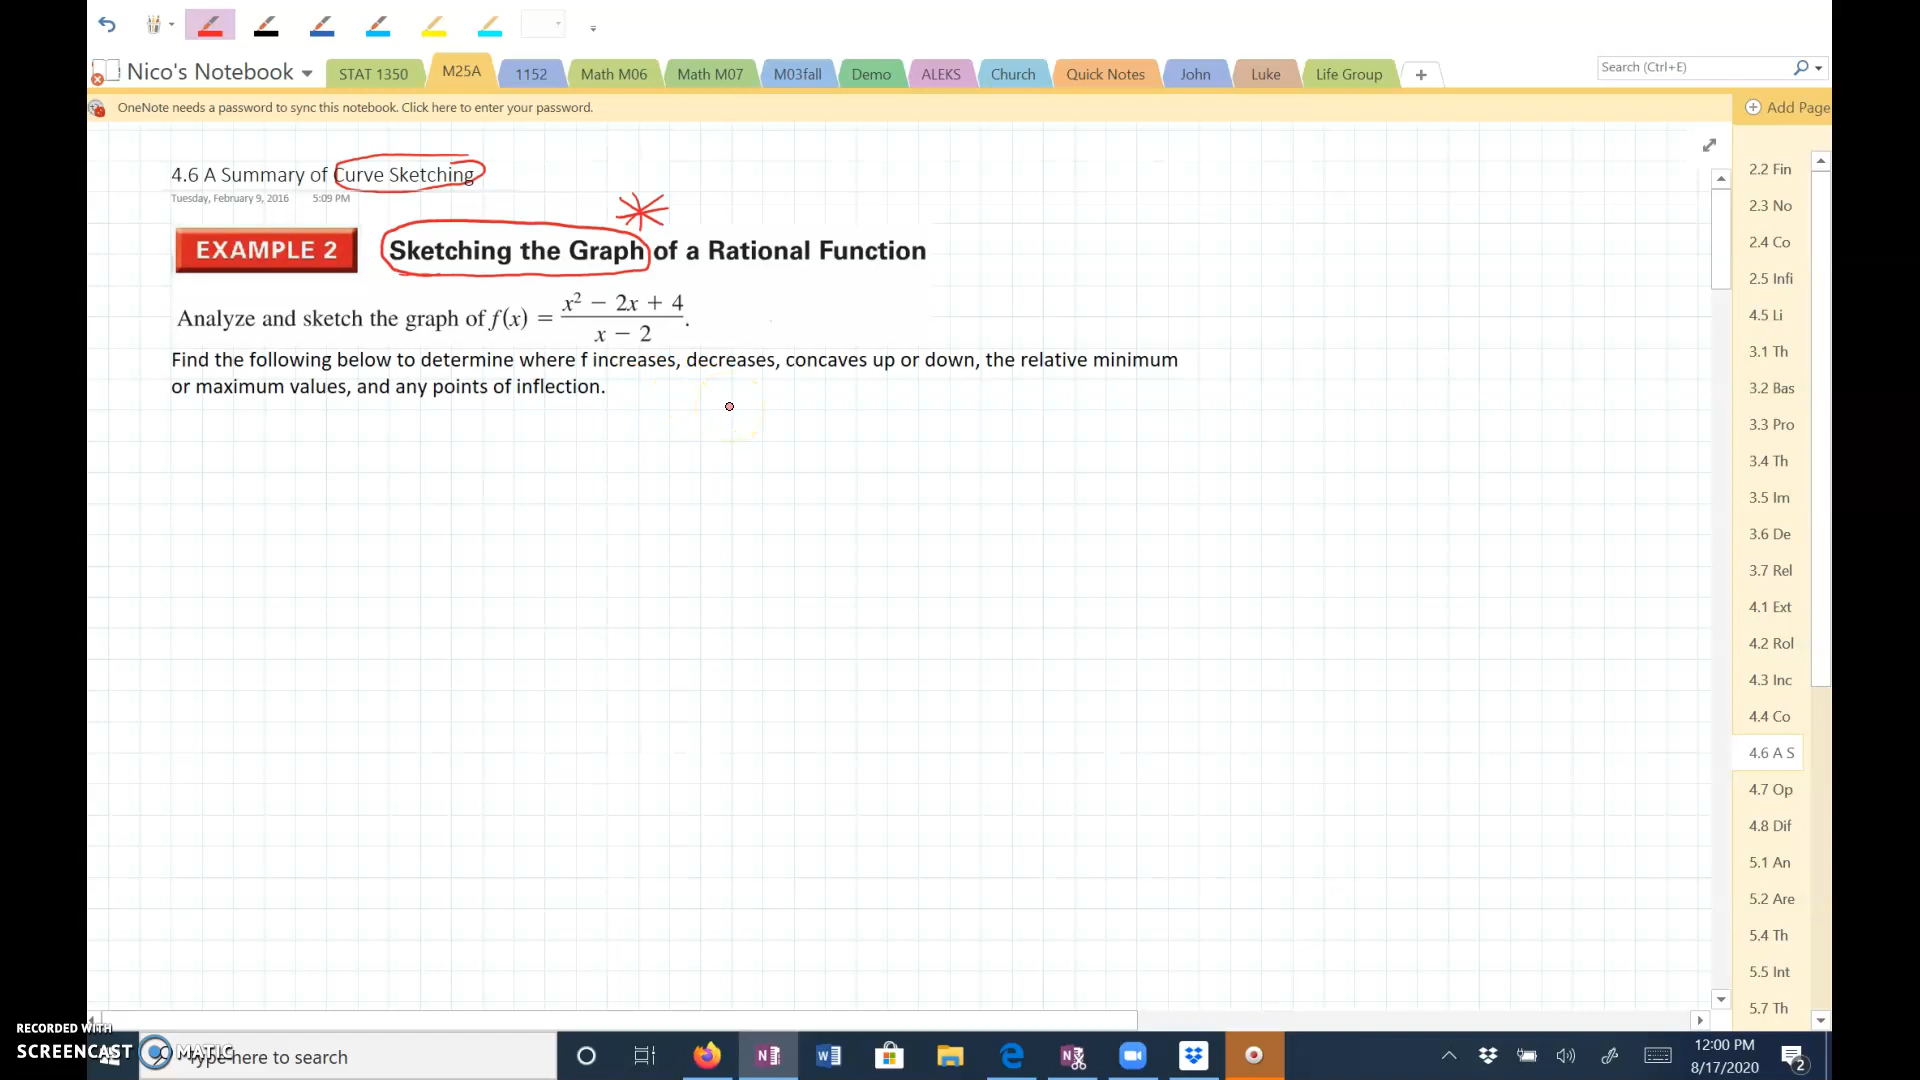 Nico's Notebook
STAT 1350
M25A
1152
Math M06
Math M07
M03fall
Demo
ALEKS
Church
Quick Notes
John
Luke
Life Group
Search (Ctrl+E)
OneNote needs a password to sync this notebook. Click here to enter your password.
Add Page
4.6 A Summary of Curve Sketching
Tuesday, February 9, 2016 5:09 PM
EXAMPLE 2 Sketching the Graph of a Rational Function
Analyze and sketch the graph of f(x) = (x² − 2x + 4)/(x − 2).
Find the following below to determine where f increases, decreases, concaves up or down, the relative minimum
or maximum values, and any points of inflection.
2.2 Fin
2.3 No
2.4 Co
2.5 Infi
4.5 Li
3.1 Th
3.2 Bas
3.3 Pro
3.4 Th
3.5 Im
3.6 De
3.7 Rel
4.1 Ext
4.2 Rol
4.3 Inc
4.4 Co
4.6 A S
4.7 Op
4.8 Dif
5.1 An
5.2 Are
5.4 Th
5.5 Int
5.7 Th
RECORDED WITH
SCREENCAST MATIC
Type here to search
12:00 PM
8/17/2020
2